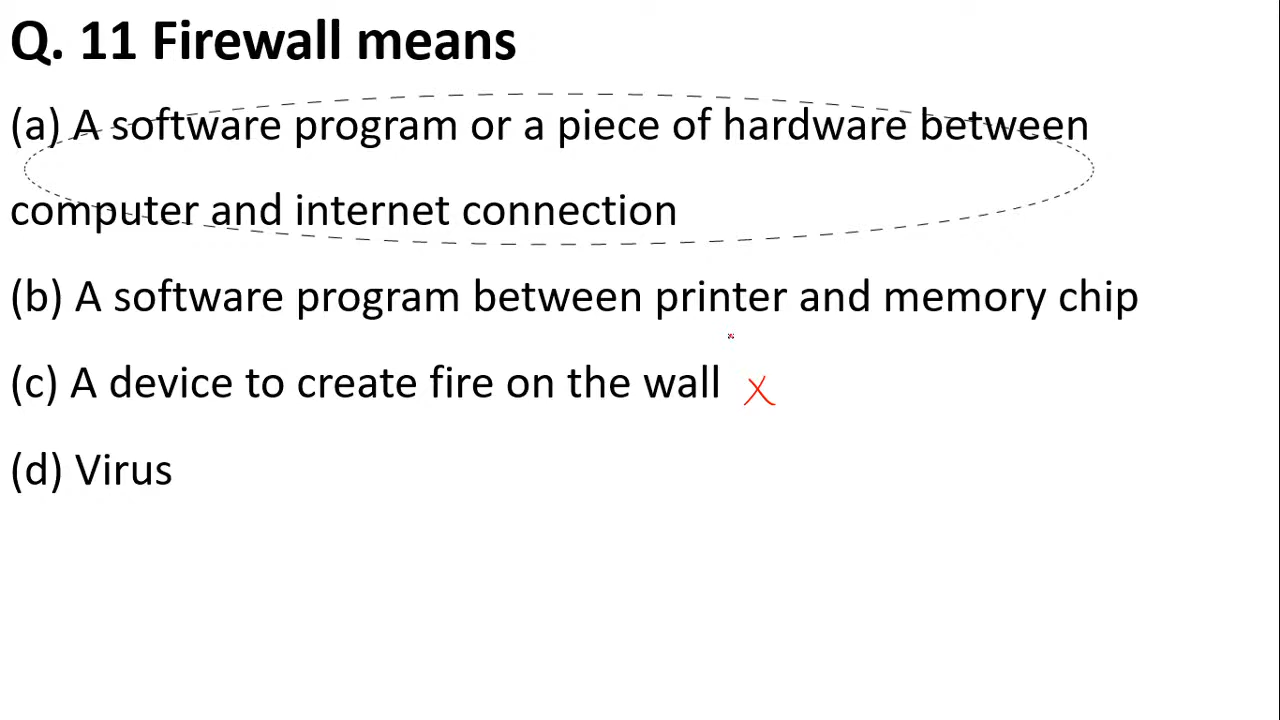 Q. 11 Firewall means
(a) A software program or a piece of hardware between
computer and internet connection
(b) A software program between printer and memory chip
(c) A device to create fire on the wall X
(d) Virus